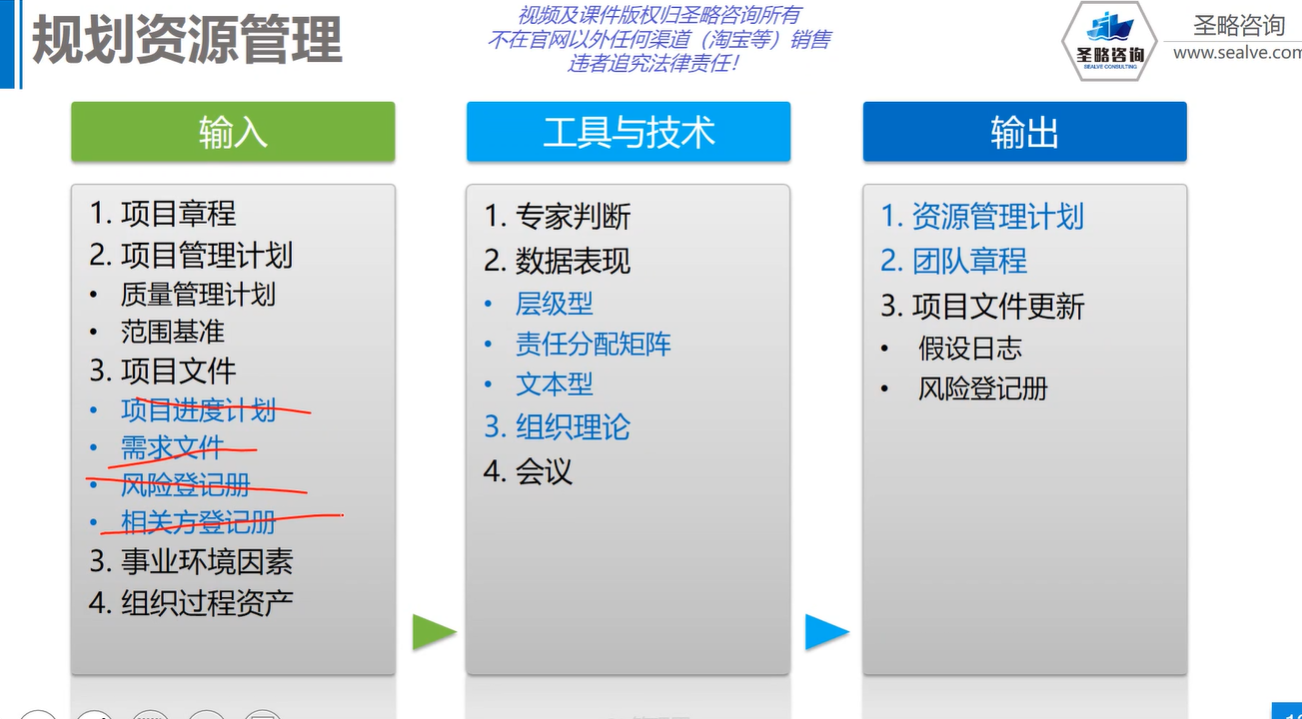 规划资源管理
视频及课件版权归圣略咨询所有
不在官网以外任何渠道（淘宝等）销售
违者追究法律责任！
圣略咨询
SEALVE CONSULTING
圣略咨询
www.sealve.com
输入
1. 项目章程
2. 项目管理计划
• 质量管理计划
• 范围基准
3. 项目文件
• 项目进度计划
• 需求文件
• 风险登记册
• 相关方登记册
3. 事业环境因素
4. 组织过程资产
工具与技术
1. 专家判断
2. 数据表现
• 层级型
• 责任分配矩阵
• 文本型
3. 组织理论
4. 会议
输出
1. 资源管理计划
2. 团队章程
3. 项目文件更新
• 假设日志
• 风险登记册